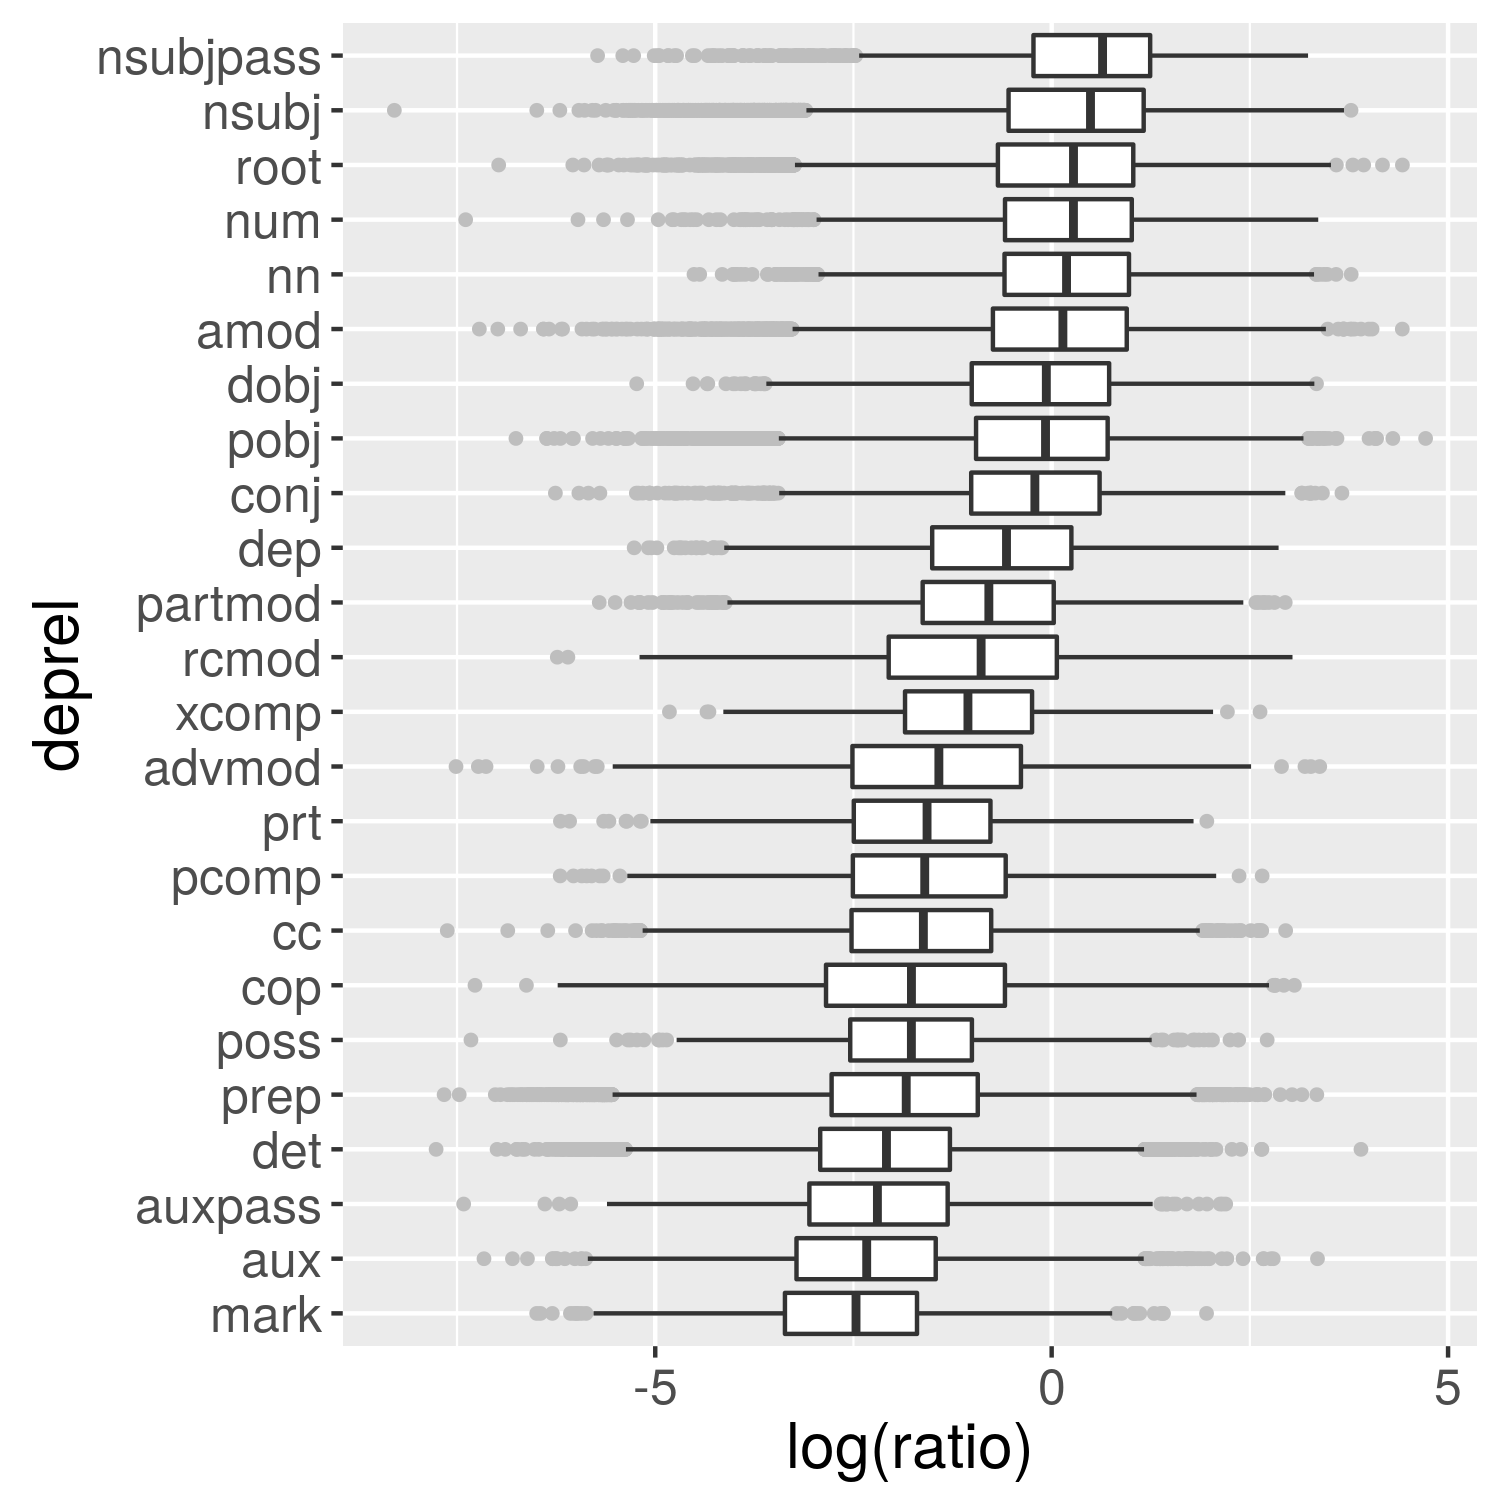 nsubjpass
nsubj
root
num
nn
amod
dobj
pobj
conj
dep
partmod
rcmod
xcomp
advmod
prt
pcomp
cc
cop
poss
prep
det
auxpass
aux
mark
deprel
-5 0 5
log(ratio)